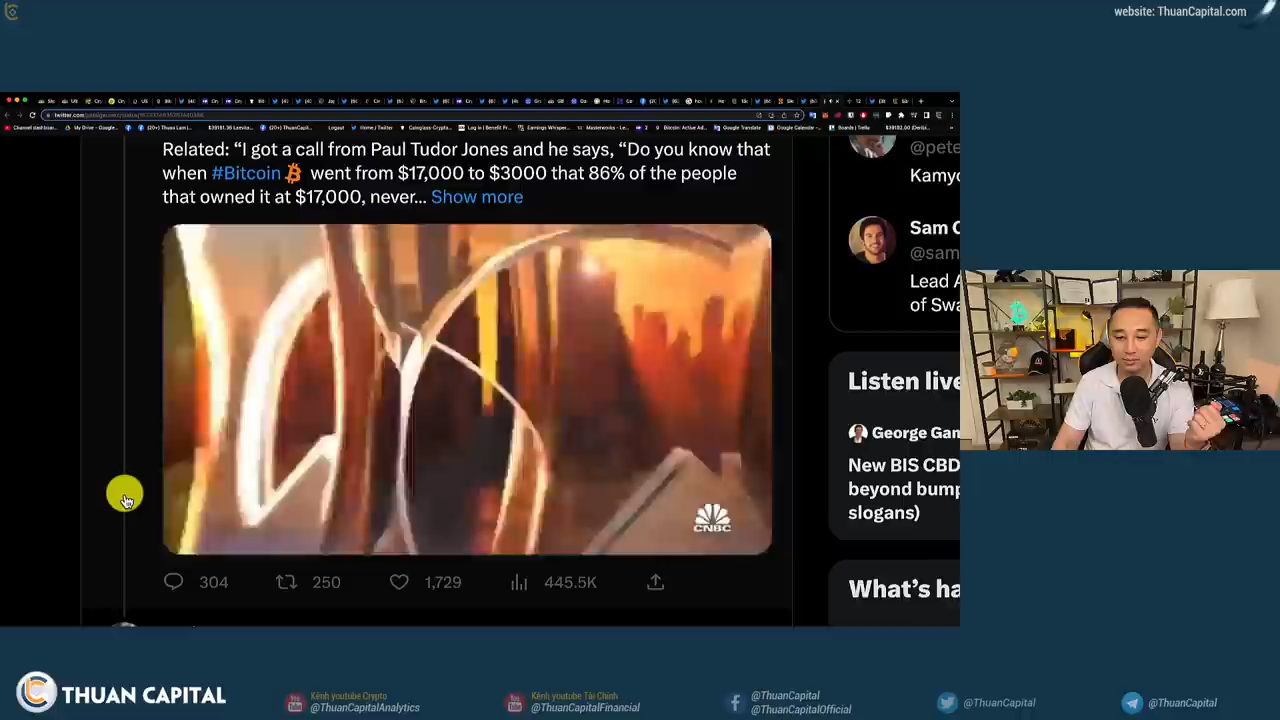 website: ThuanCapital.com
Related: “I got a call from Paul Tudor Jones and he says, “Do you know that
when #Bitcoin went from $17,000 to $3000 that 86% of the people
that owned it at $17,000, never... Show more
CNBC
304 250 1,729 445.5K
@pete
Kamyo
Sam C
@sam
Lead A
of Swa
Listen live
George Gam
New BIS CBD
beyond bump
slogans)
What’s ha
THUAN CAPITAL
Kênh youtube Crypto
@ThuanCapitalAnalytics
Kênh youtube Tài Chính
@ThuanCapitalFinancial
@ThuanCapital
@ThuanCapitalOfficial
@ThuanCapital
@ThuanCapital